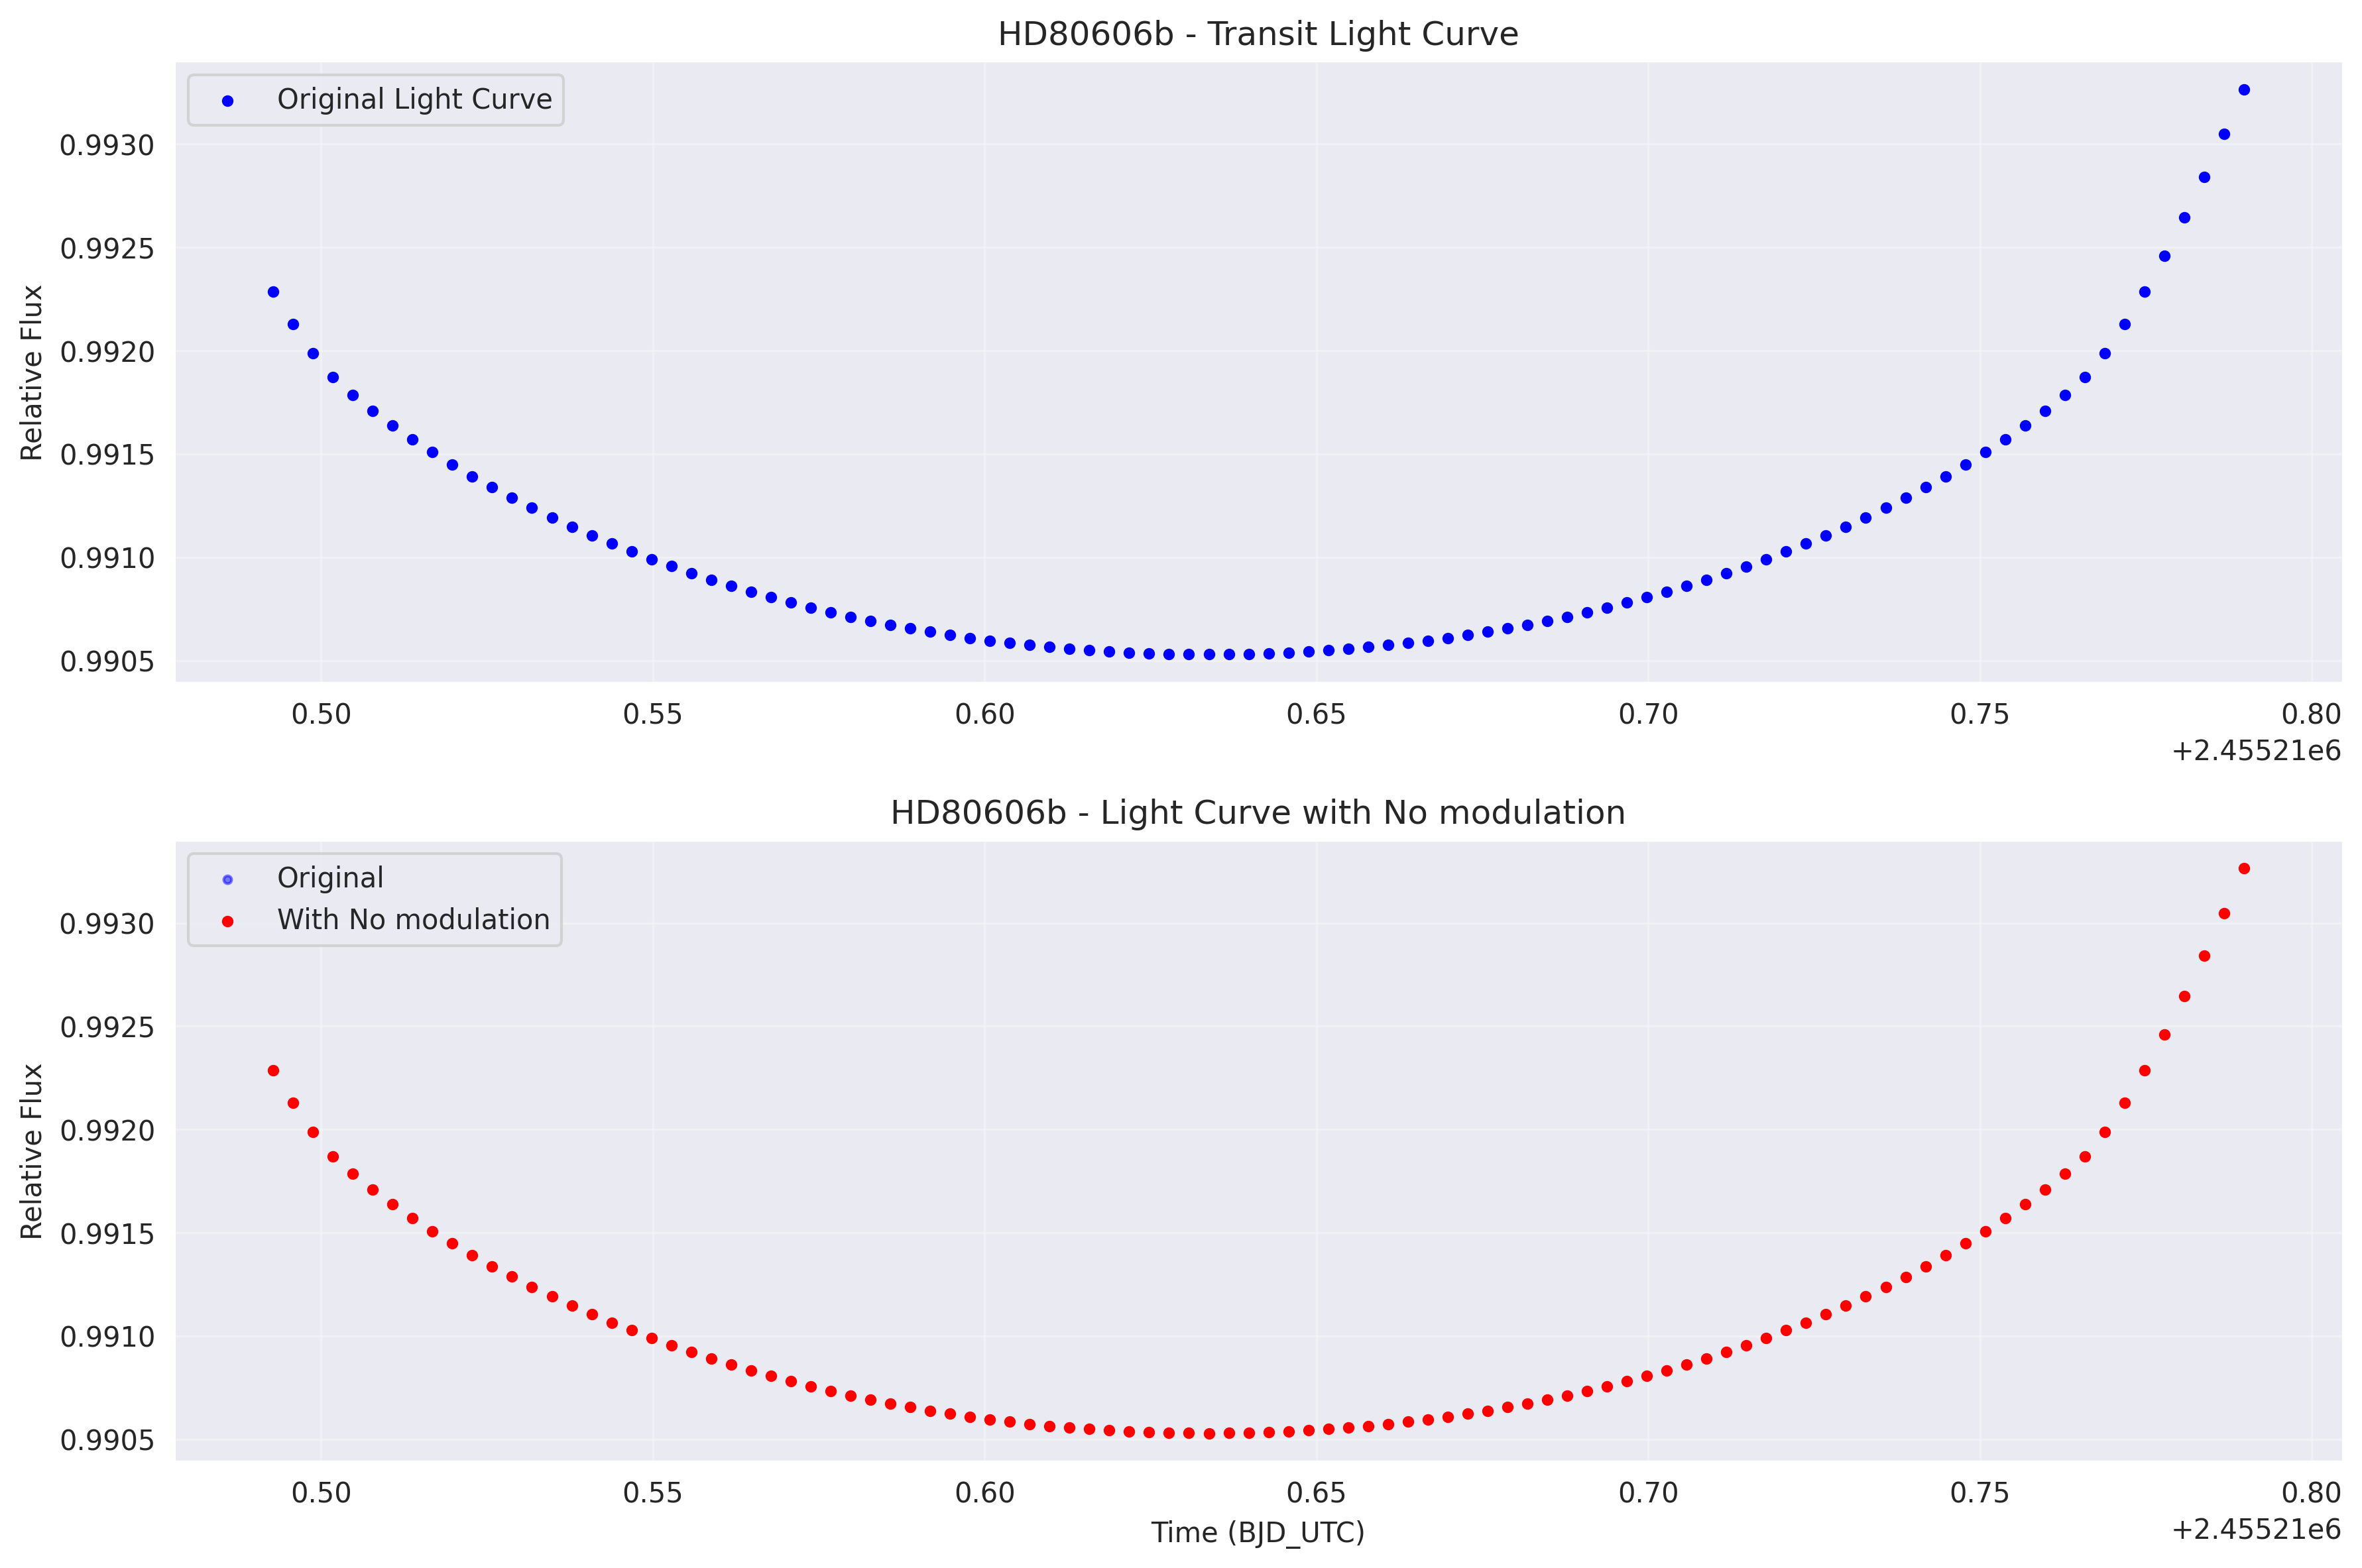 HD80606b - Transit Light Curve
Original Light Curve
Relative Flux
0.9930
0.9925
0.9920
0.9915
0.9910
0.9905
0.50 0.55 0.60 0.65 0.70 0.75 0.80
+2.45521e6
HD80606b - Light Curve with No modulation
Original
With No modulation
Relative Flux
0.9930
0.9925
0.9920
0.9915
0.9910
0.9905
0.50 0.55 0.60 0.65 0.70 0.75 0.80
Time (BJD_UTC)
+2.45521e6